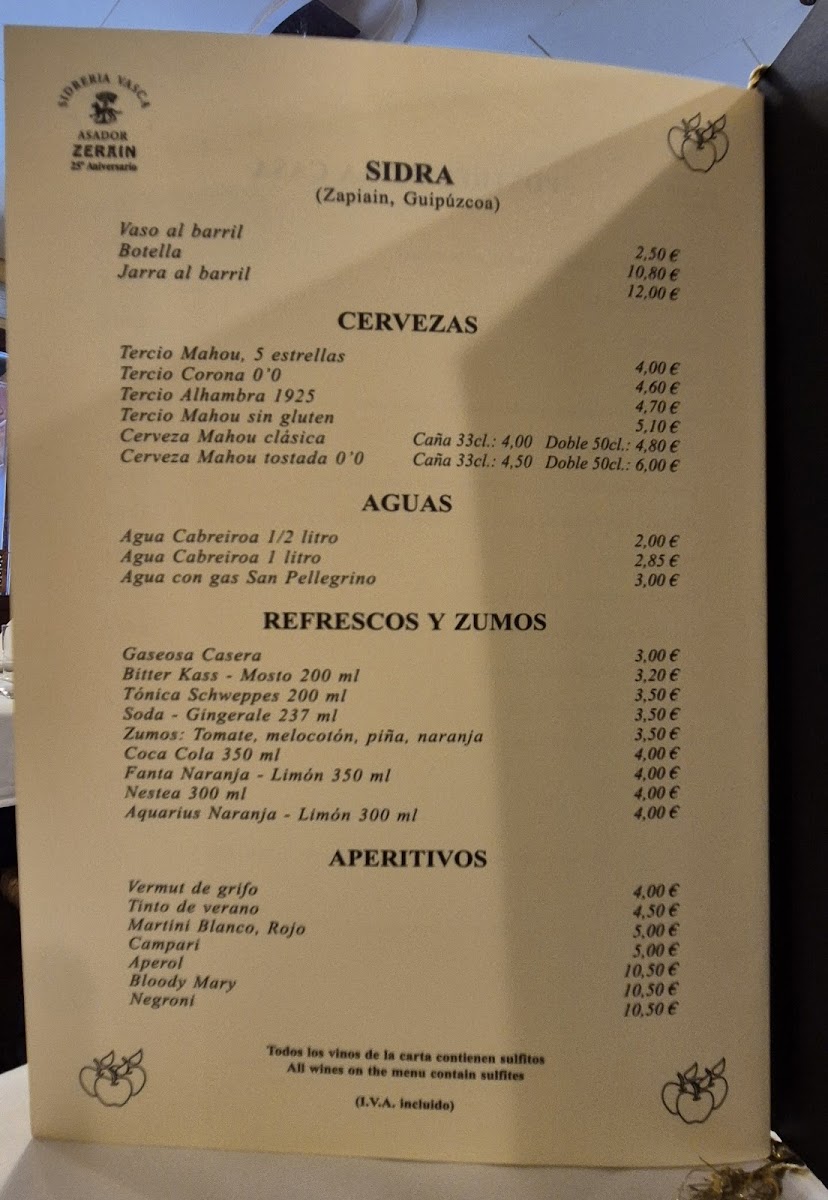 SIDRERIA VASCA
ASADOR
ZERAIN
25º Aniversario
SIDRA
(Zapiain, Guipúzcoa)
Vaso al barril 2,50 €
Botella 10,80 €
Jarra al barril 12,00 €
CERVEZAS
Tercio Mahou, 5 estrellas 4,00 €
Tercio Corona 0'0 4,60 €
Tercio Alhambra 1925 4,70 €
Tercio Mahou sin gluten 5,10 €
Cerveza Mahou clásica Caña 33cl.: 4,00 Doble 50cl.: 4,80 €
Cerveza Mahou tostada 0'0 Caña 33cl.: 4,50 Doble 50cl.: 6,00 €
AGUAS
Agua Cabreiroa 1/2 litro 2,00 €
Agua Cabreiroa 1 litro 2,85 €
Agua con gas San Pellegrino 3,00 €
REFRESCOS Y ZUMOS
Gaseosa Casera 3,00 €
Bitter Kass - Mosto 200 ml 3,20 €
Tónica Schweppes 200 ml 3,50 €
Soda - Gingerale 237 ml 3,50 €
Zumos: Tomate, melocotón, piña, naranja 3,50 €
Coca Cola 350 ml 4,00 €
Fanta Naranja - Limón 350 ml 4,00 €
Nestea 300 ml 4,00 €
Aquarius Naranja - Limón 300 ml 4,00 €
APERITIVOS
Vermut de grifo 4,00 €
Tinto de verano 4,50 €
Martini Blanco, Rojo 5,00 €
Campari 5,00 €
Aperol 10,50 €
Bloody Mary 10,50 €
Negroni 10,50 €
Todos los vinos de la carta contienen sulfitos
All wines on the menu contain sulfites
(I.V.A. incluido)